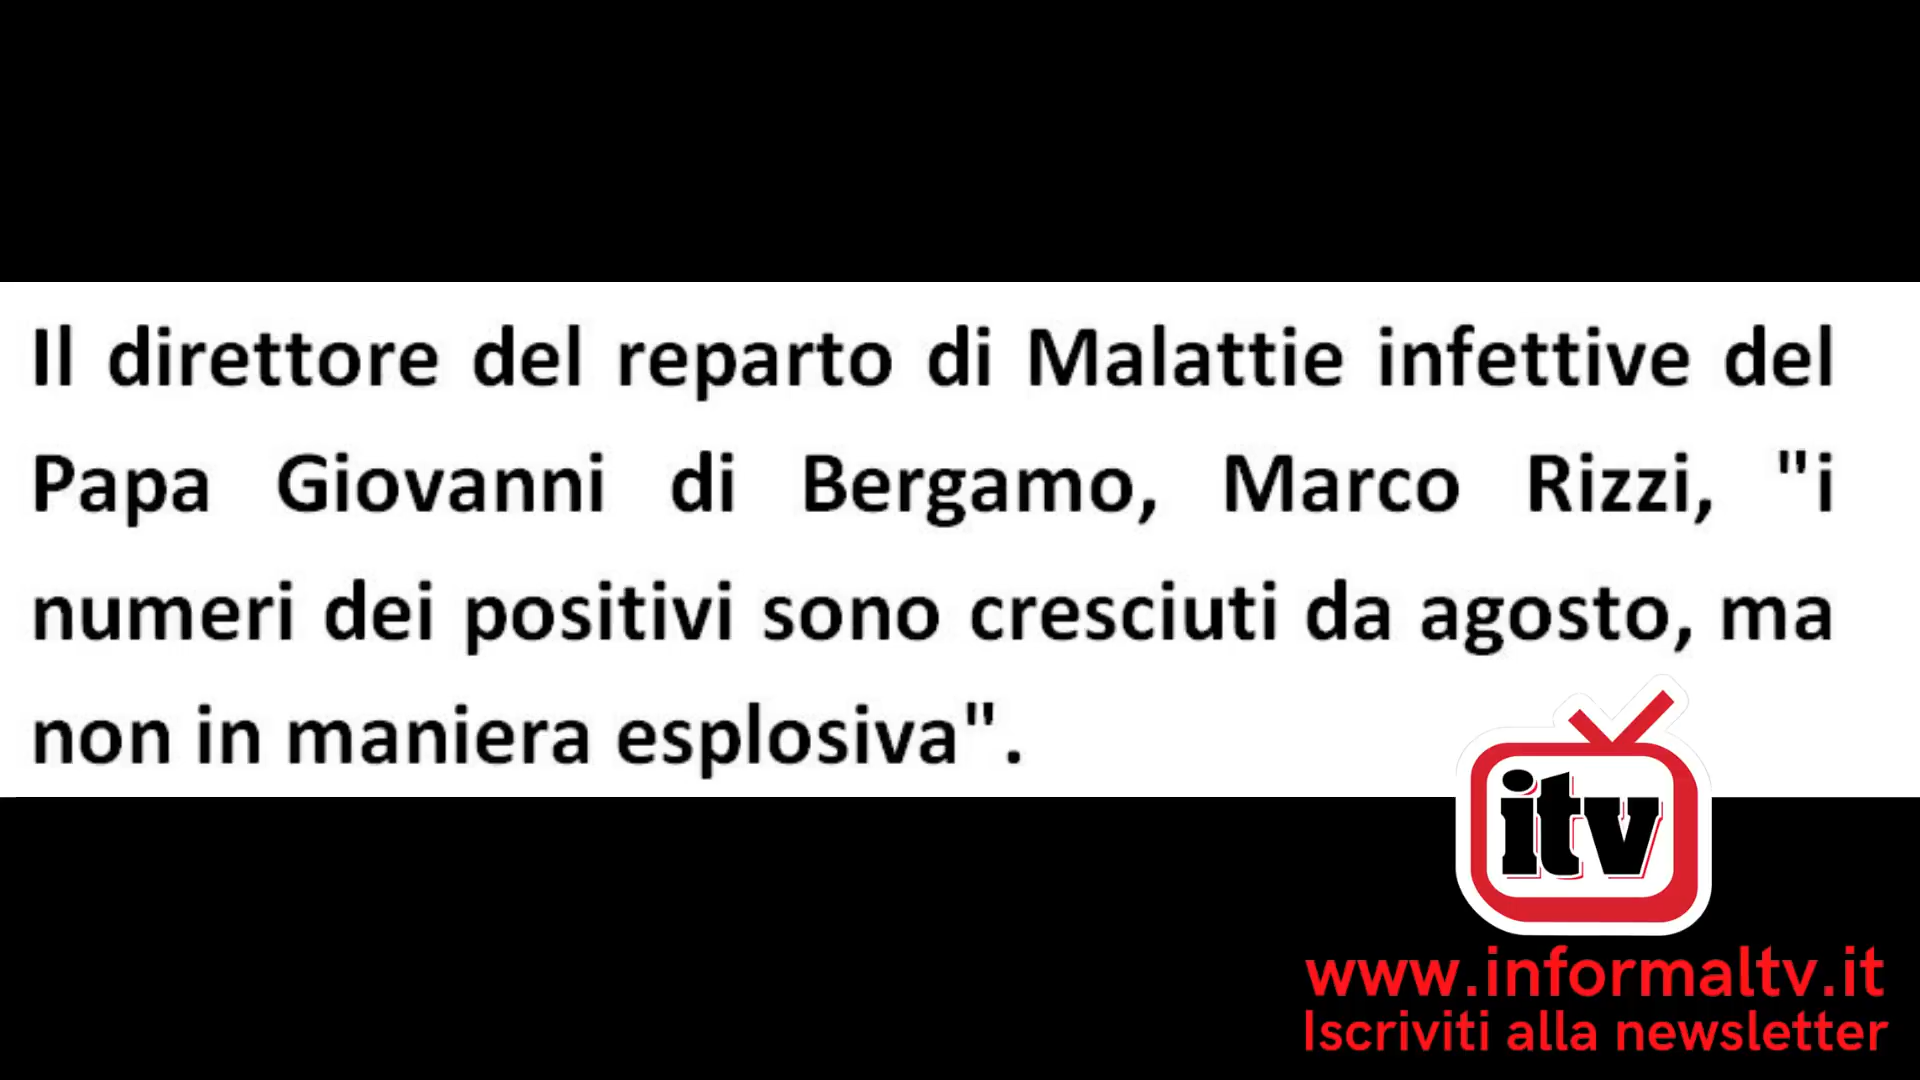 Il direttore del reparto di Malattie infettive del
Papa Giovanni di Bergamo, Marco Rizzi, "i
numeri dei positivi sono cresciuti da agosto, ma
non in maniera esplosiva".
itv
www.informaltv.it
Iscriviti alla newsletter